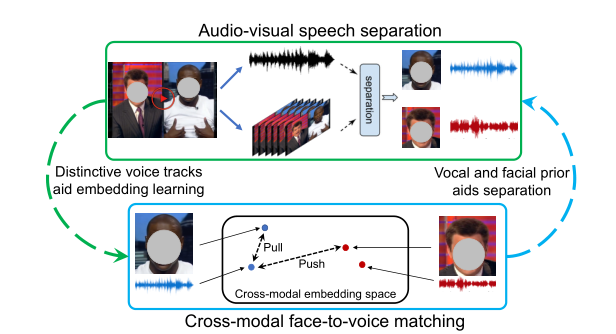 Audio-visual speech separation
separation
Distinctive voice tracks
aid embedding learning
Vocal and facial prior
aids separation
Pull
Push
Cross-modal embedding space
Cross-modal face-to-voice matching